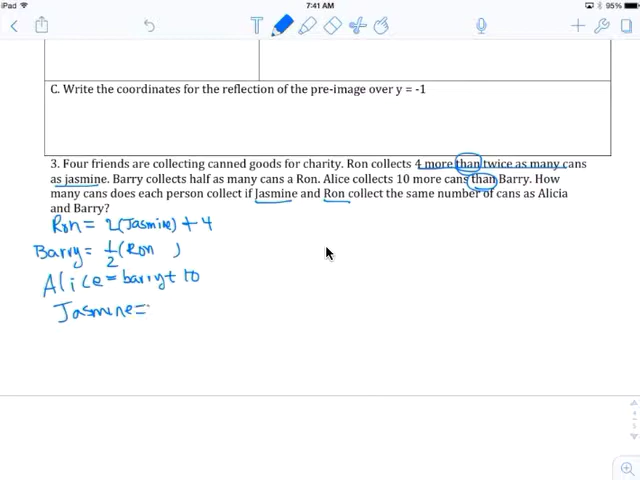 iPad
7:41 AM
95%
T
C. Write the coordinates for the reflection of the pre-image over y = -1
3. Four friends are collecting canned goods for charity. Ron collects 4 more than twice as many cans
as jasmine. Barry collects half as many cans a Ron. Alice collects 10 more cans than Barry. How
many cans does each person collect if Jasmine and Ron collect the same number of cans as Alicia
and Barry?
Ron = 2(Jasmine) + 4
Barry = 1/2 (Ron )
Alice = barry + 10
Jasmine =